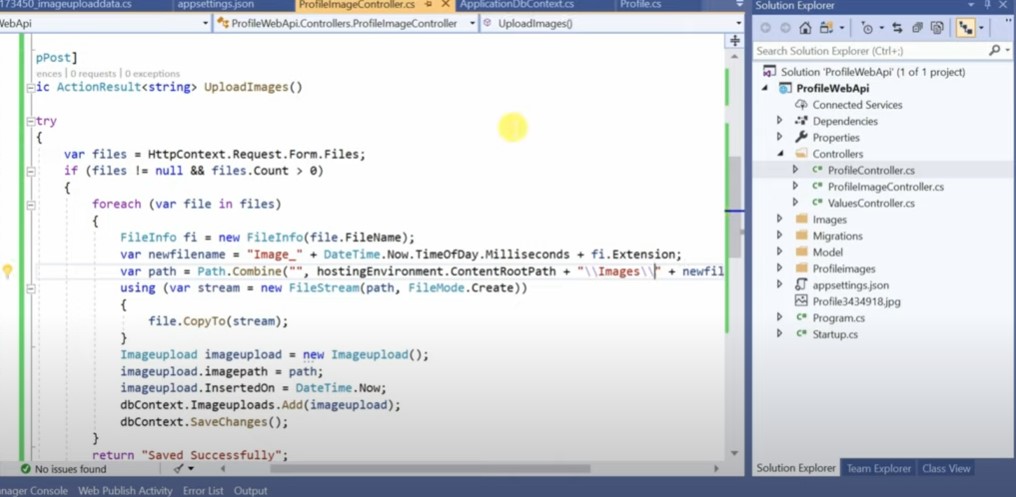 173450_imageuploaddata.cs appsettings.json ProfileImageController.cs ApplicationDbContext.cs Profile.cs
WebApi ProfileWebApi.Controllers.ProfileImageController UploadImages()
pPost]
ences | 0 requests | 0 exceptions
ic ActionResult<string> UploadImages()
try
{
var files = HttpContext.Request.Form.Files;
if (files != null && files.Count > 0)
{
foreach (var file in files)
{
FileInfo fi = new FileInfo(file.FileName);
var newfilename = "Image_" + DateTime.Now.TimeOfDay.Milliseconds + fi.Extension;
var path = Path.Combine("", hostingEnvironment.ContentRootPath + "\\Images\\" + newfil
using (var stream = new FileStream(path, FileMode.Create))
{
file.CopyTo(stream);
}
Imageupload imageupload = new Imageupload();
imageupload.imagepath = path;
imageupload.InsertedOn = DateTime.Now;
dbContext.Imageuploads.Add(imageupload);
dbContext.SaveChanges();
}
return "Saved Successfully";
No issues found
nager Console Web Publish Activity Error List Output
Solution Explorer
Search Solution Explorer (Ctrl+;)
Solution 'ProfileWebApi' (1 of 1 project)
ProfileWebApi
Connected Services
Dependencies
Properties
Controllers
C# ProfileController.cs
C# ProfileImageController.cs
C# ValuesController.cs
Images
Migrations
Model
Profileimages
appsettings.json
Profile3434918.jpg
C# Program.cs
C# Startup.cs
Solution Explorer Team Explorer Class View